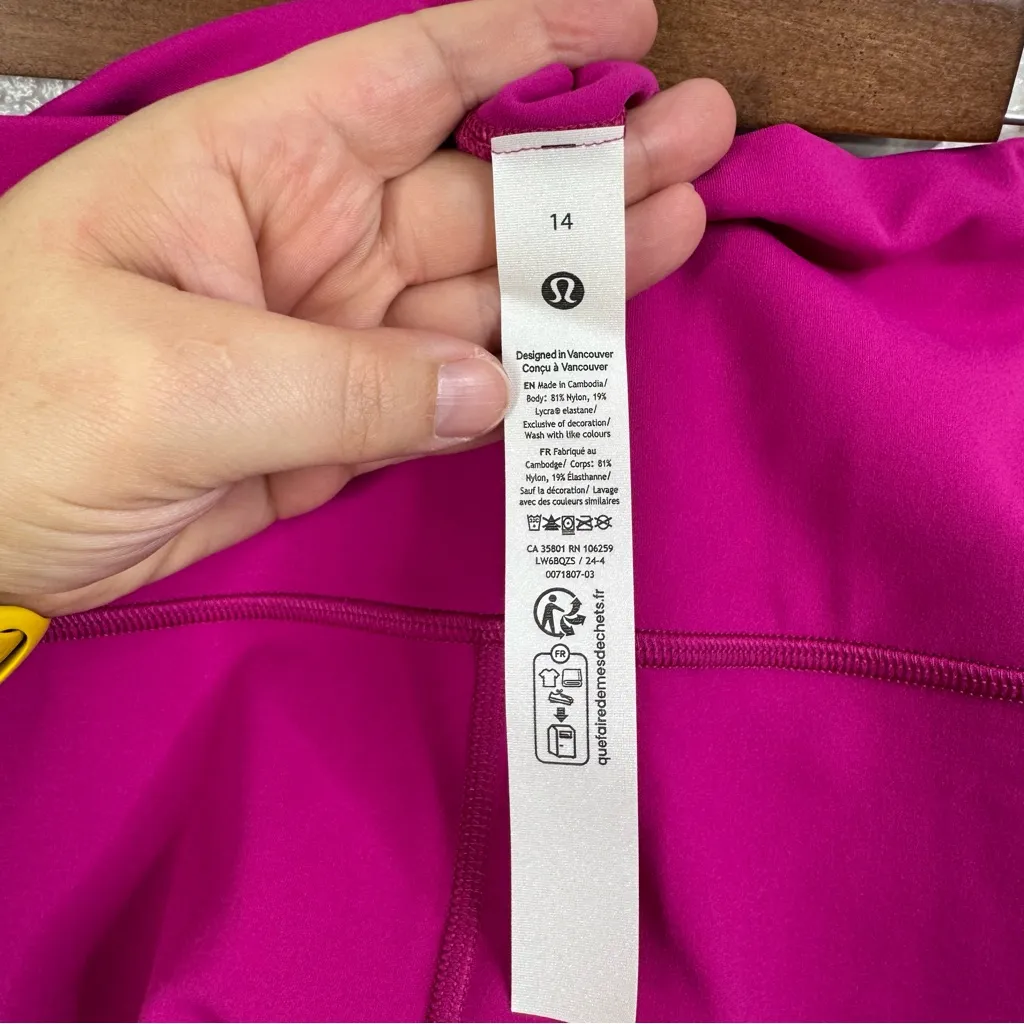 14
Designed in Vancouver
Conçu à Vancouver
EN Made in Cambodia/
Body: 81% Nylon, 19%
Lycra® elastane/
Exclusive of decoration/
Wash with like colours
FR Fabriqué au
Cambodge/ Corps: 81%
Nylon, 19% Élasthanne/
Sauf la décoration/ Lavage
avec des couleurs similaires
CA 35801 RN 106259
LW6BQZS / 24-4
0071807-03
FR
quefairedemesdechets.fr